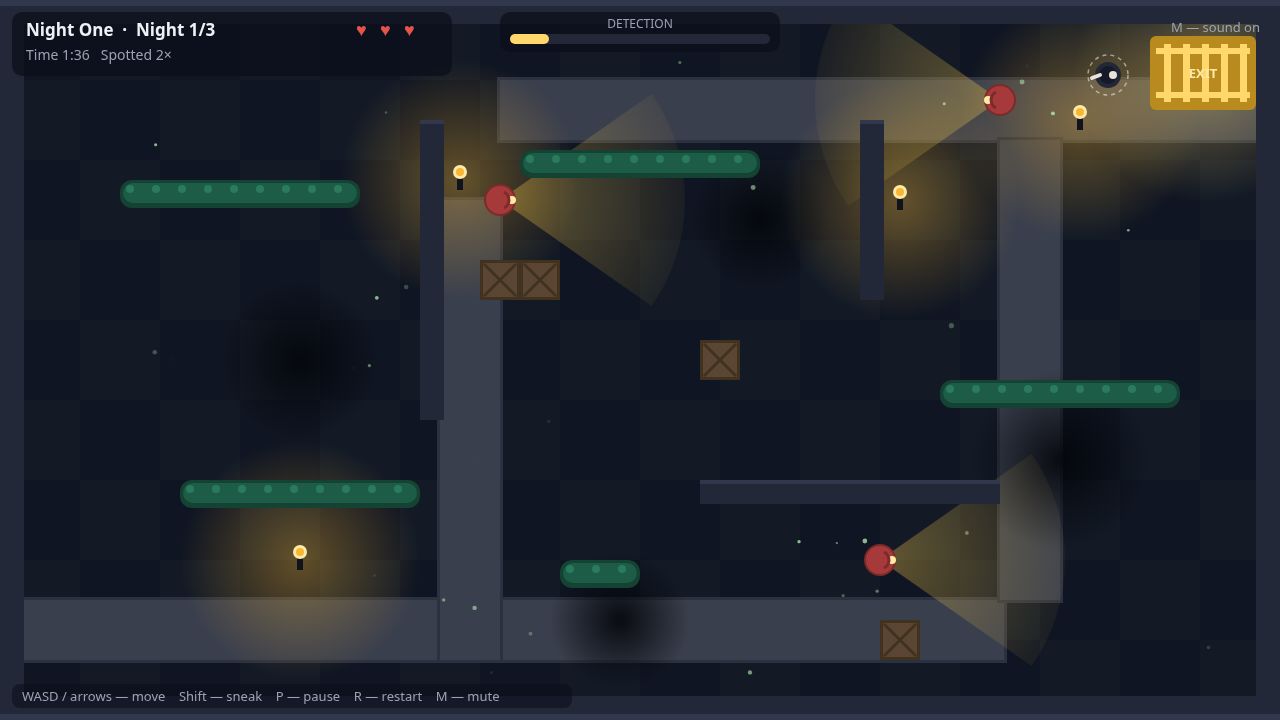 Night One · Night 1/3 ♥ ♥ ♥
Time 1:36 Spotted 2×
DETECTION
M — sound on
EXIT
WASD / arrows — move Shift — sneak P — pause R — restart M — mute